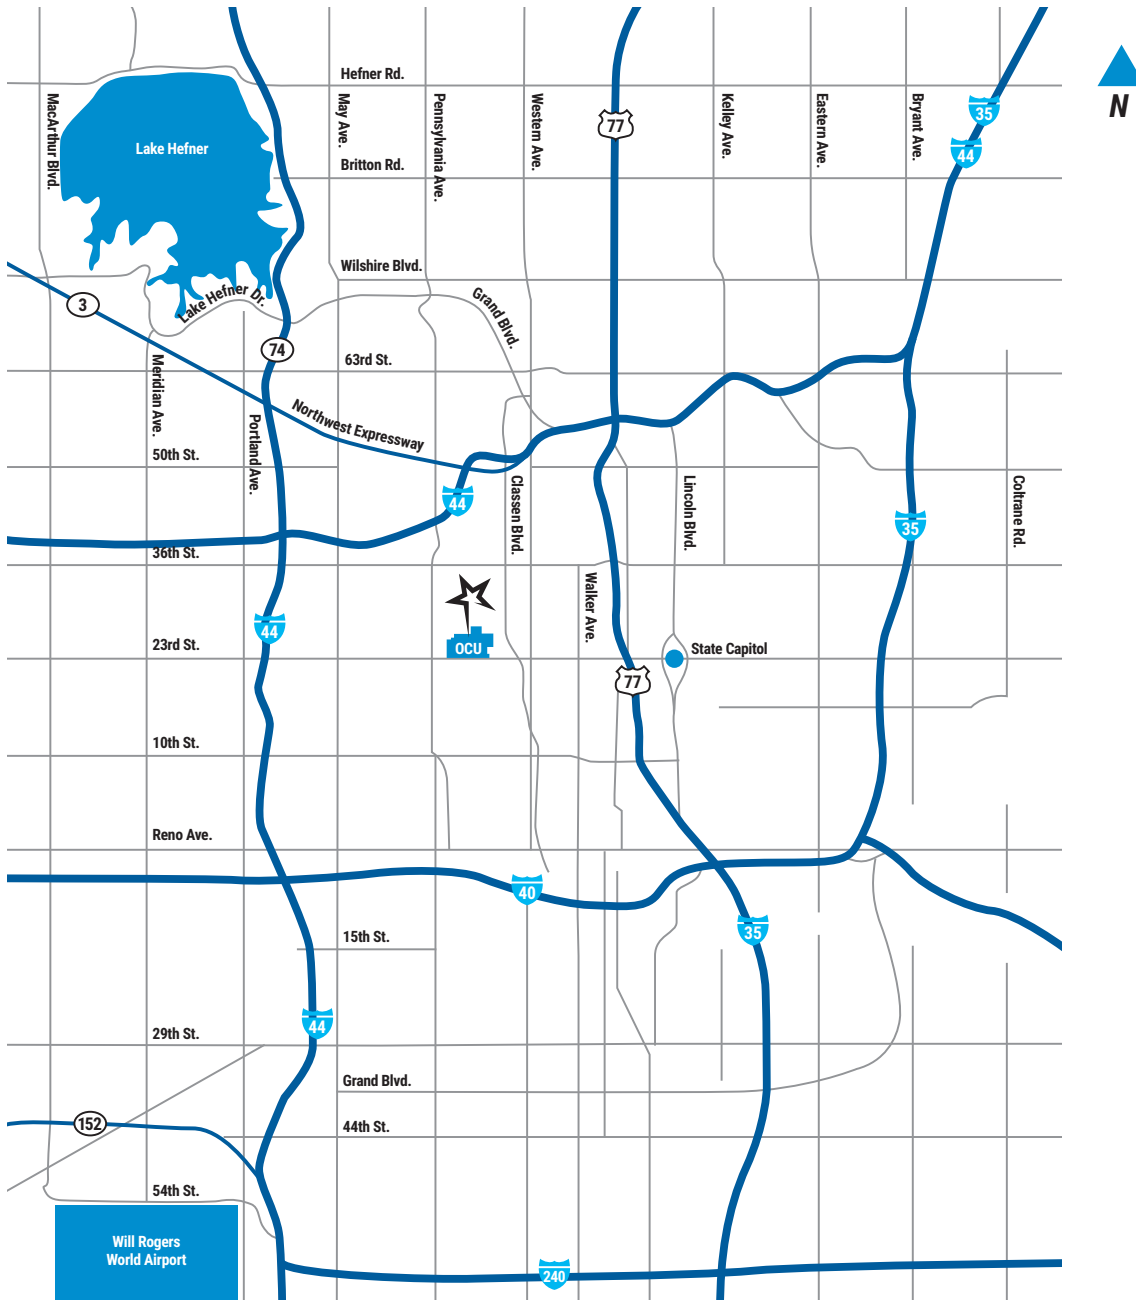 Hefner Rd.
MacArthur Blvd.
May Ave.
Pennsylvania Ave.
Western Ave.
77
Kelley Ave.
Eastern Ave.
Bryant Ave.
35
N
44
Lake Hefner
Britton Rd.
Wilshire Blvd.
Lake Hefner Dr.
Grand Blvd.
3
74
63rd St.
Meridian Ave.
Northwest Expressway
Portland Ave.
50th St.
44
Classen Blvd.
Lincoln Blvd.
35
Coltrane Rd.
36th St.
Walker Ave.
44
23rd St.
OCU
State Capitol
77
10th St.
Reno Ave.
40
15th St.
35
44
29th St.
Grand Blvd.
152
44th St.
54th St.
Will Rogers
World Airport
240